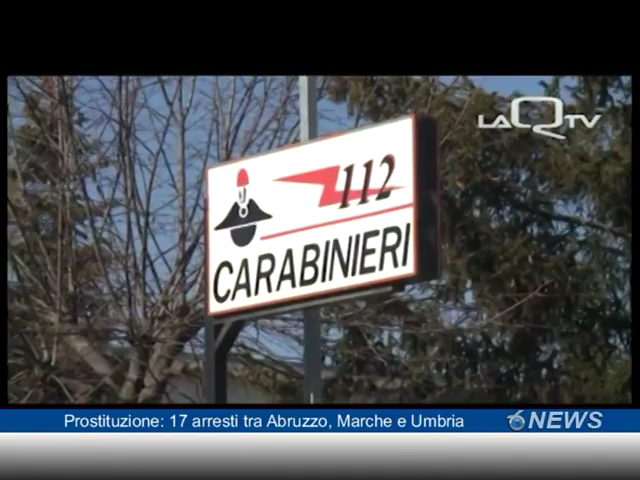 LAQTV
112
CARABINIERI
Prostituzione: 17 arresti tra Abruzzo, Marche e Umbria
NEWS